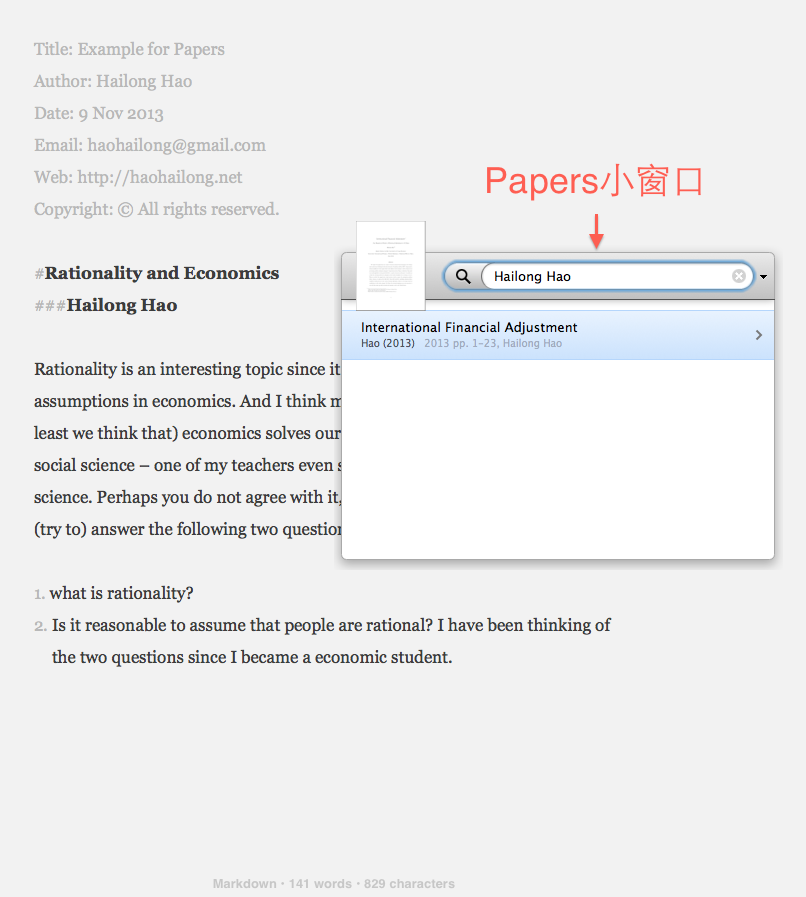 Title: Example for Papers
Author: Hailong Hao
Date: 9 Nov 2013
Email: haohailong@gmail.com
Web: http://haohailong.net
Copyright: © All rights reserved.
Papers小窗口
#Rationality and Economics
###Hailong Hao
Hailong Hao
International Financial Adjustment
Hao (2013) 2013 pp. 1–23, Hailong Hao
Rationality is an interesting topic since it
assumptions in economics. And I think
least we think that) economics solves our
social science – one of my teachers even
science. Perhaps you do not agree with it,
(try to) answer the following two
1. what is rationality?
2. Is it reasonable to assume that people are rational? I have been thinking of
the two questions since I became a economic student.
Markdown • 141 words • 829 characters